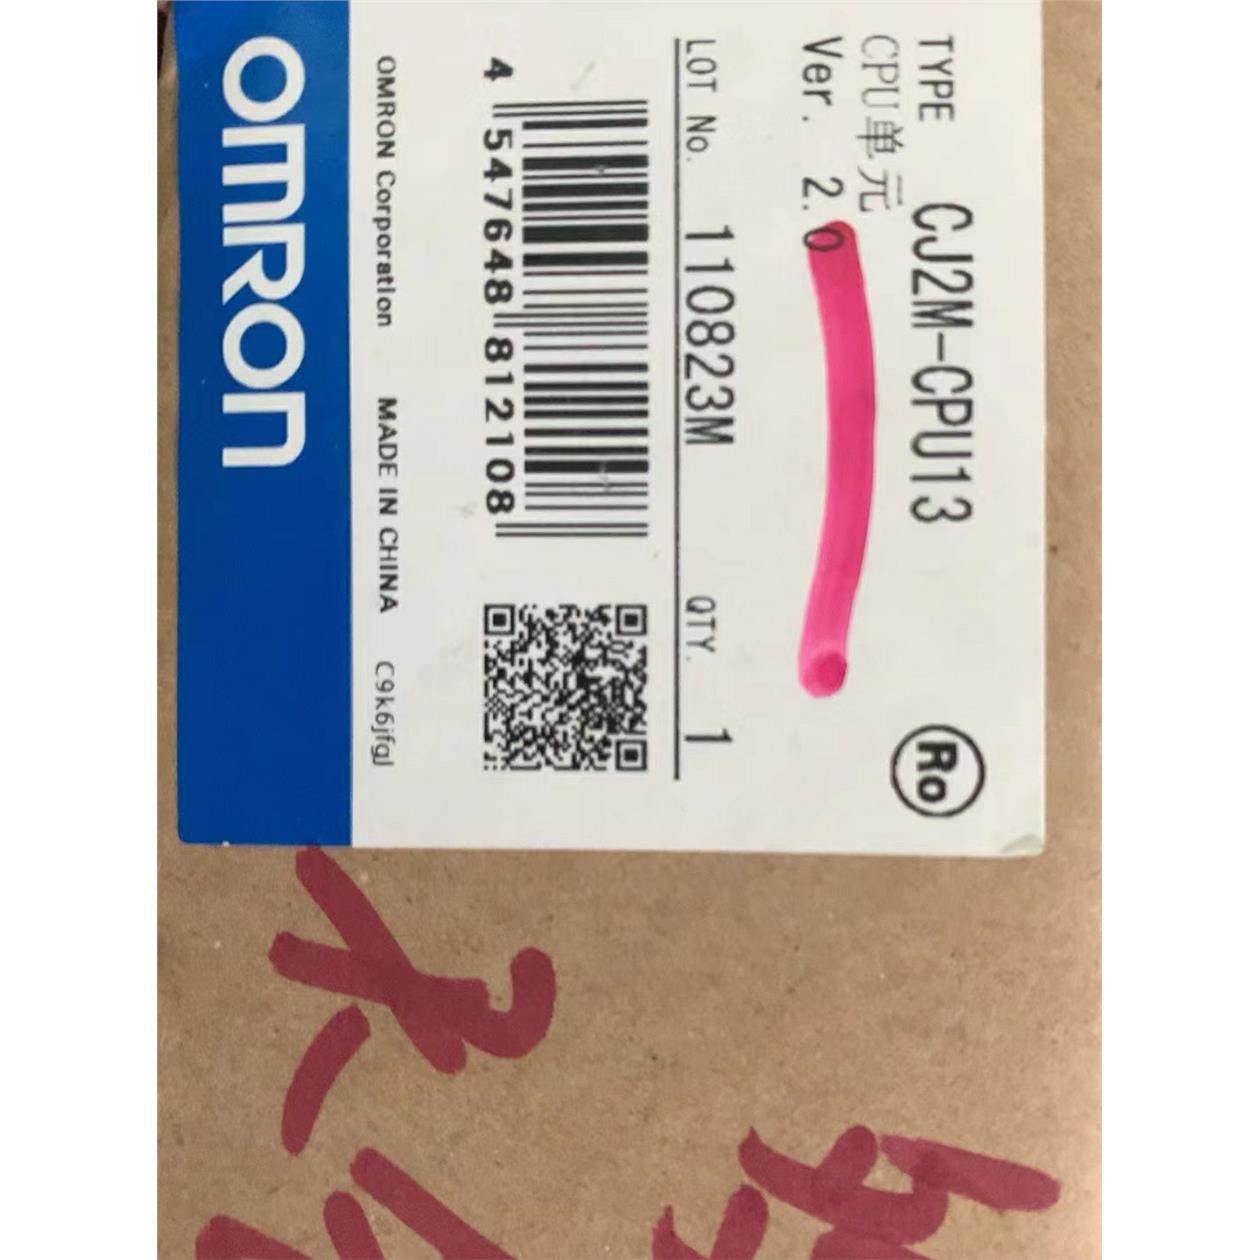 TYPE CJ2M-CPU13
CPU单元
Ver. 2.0
Ro
LOT No. 110823M QTY. 1
4 547648 812108
OMRON Corporation MADE IN CHINA C9k6jfgJ
OMRON